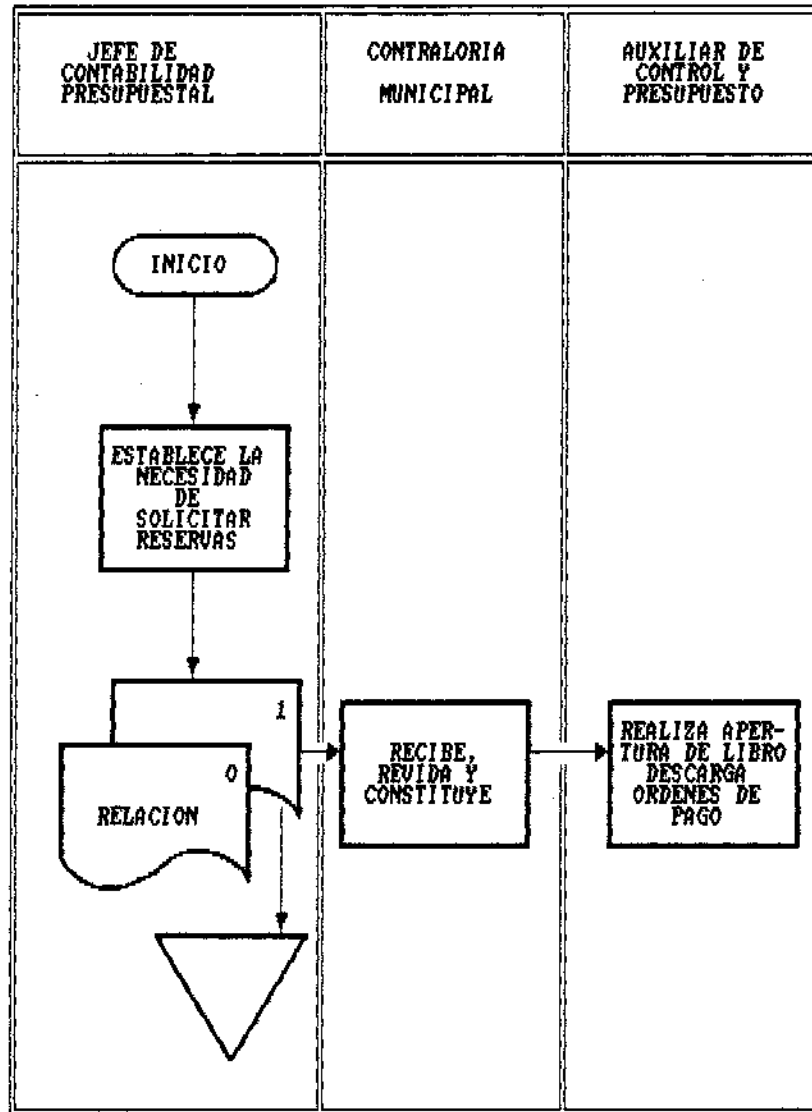 JEFE DE
CONTABILIDAD
PRESUPUESTAL
CONTRALORIA
MUNICIPAL
AUXILIAR DE
CONTROL Y
PRESUPUESTO
INICIO
ESTABLECE LA
NECESIDAD
DE
SOLICITAR
RESERVAS
1
0
RELACION
RECIBE,
REVIDA Y
CONSTITUYE
REALIZA APER-
TURA DE LIBRO
DESCARGA
ORDENES DE
PAGO